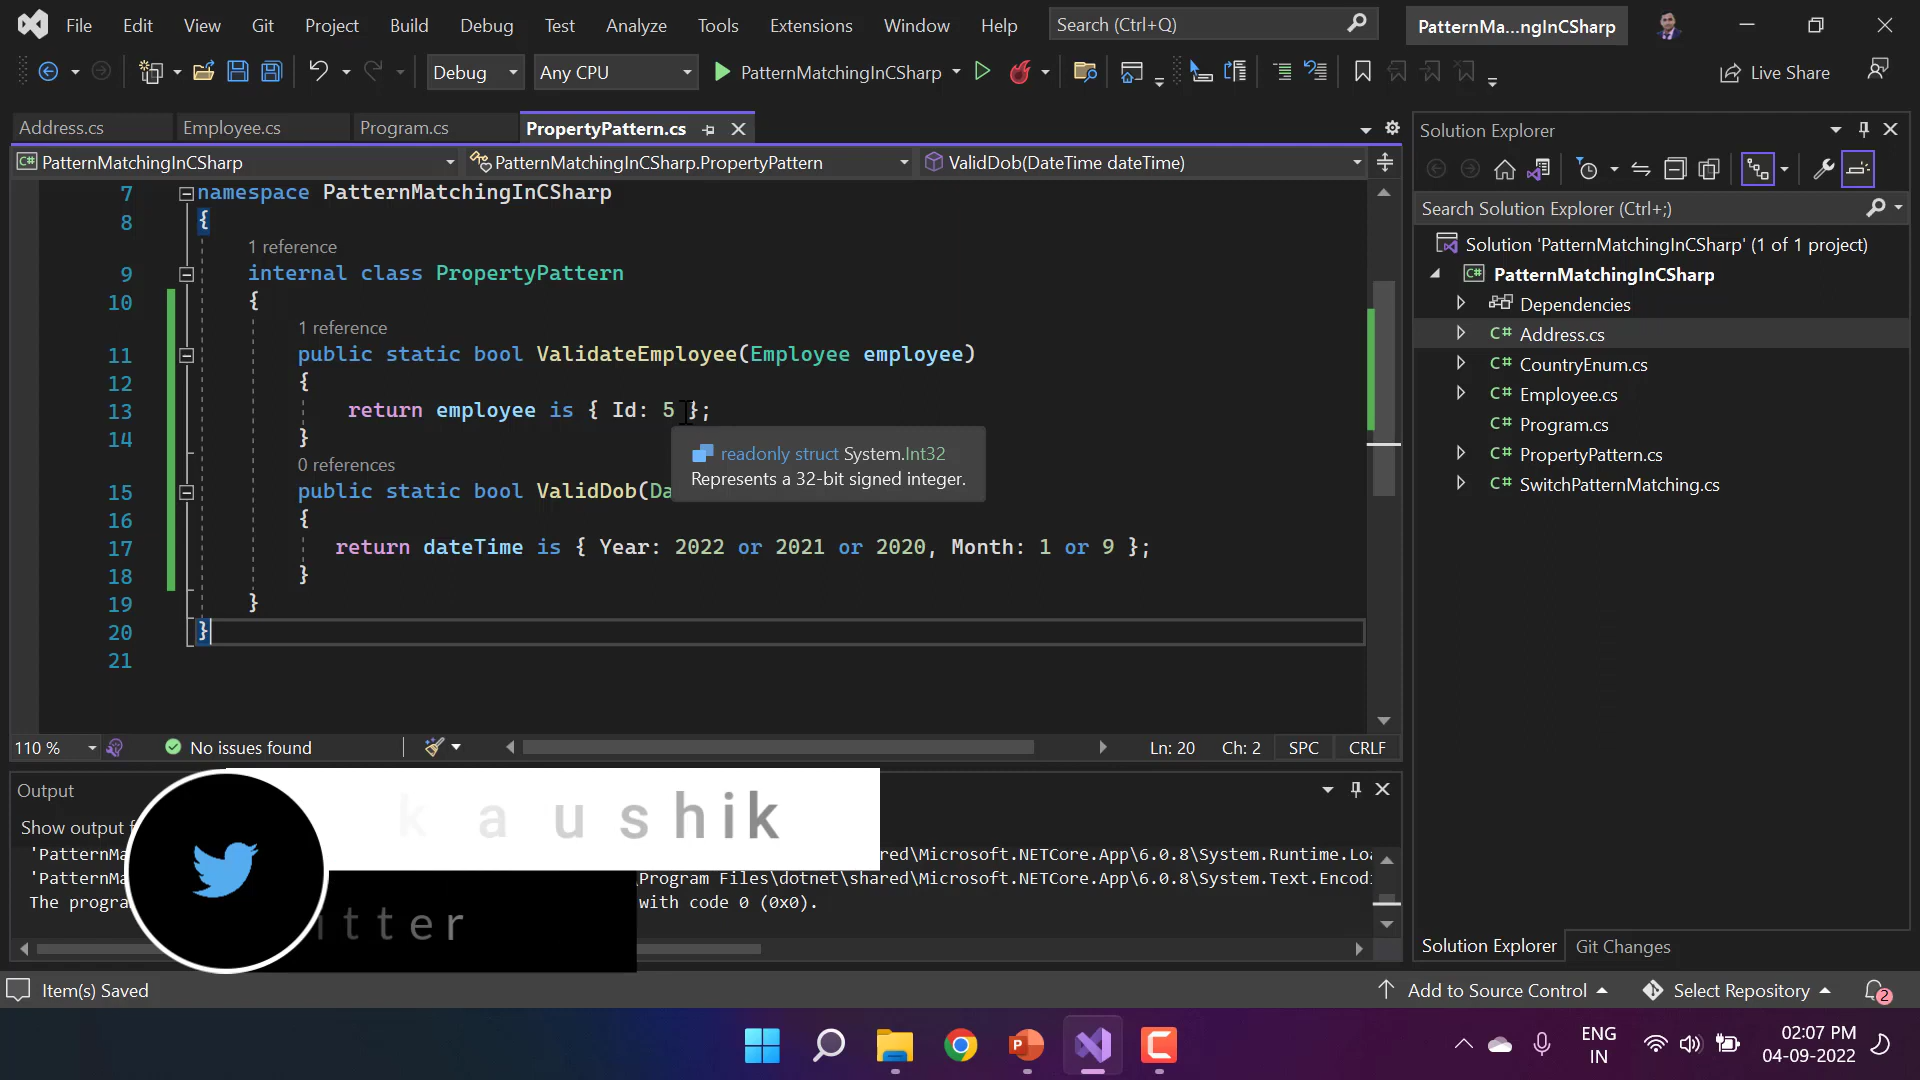 File Edit View Git Project Build Debug Test Analyze Tools Extensions Window Help Search (Ctrl+Q) PatternMa...ngInCSharp
Debug Any CPU PatternMatchingInCSharp Live Share
Address.cs Employee.cs Program.cs PropertyPattern.cs
PatternMatchingInCSharp PatternMatchingInCSharp.PropertyPattern ValidDob(DateTime dateTime)
7 namespace PatternMatchingInCSharp
8 {
1 reference
9 internal class PropertyPattern
10 {
1 reference
11 public static bool ValidateEmployee(Employee employee)
12 {
13 return employee is { Id: 5 };
14 }
readonly struct System.Int32
Represents a 32-bit signed integer.
0 references
15 public static bool ValidDob(Da
16 {
17 return dateTime is { Year: 2022 or 2021 or 2020, Month: 1 or 9 };
18 }
19 }
20 }
21
110 % No issues found Ln: 20 Ch: 2 SPC CRLF
Output
Show output f
'PatternMa
ared\Microsoft.NETCore.App\6.0.8\System.Runtime.Loa
'PatternMa
Program Files\dotnet\shared\Microsoft.NETCore.App\6.0.8\System.Text.Encodi
The progra
with code 0 (0x0).
kaushik
itter
Solution Explorer
Search Solution Explorer (Ctrl+;)
Solution 'PatternMatchingInCSharp' (1 of 1 project)
C# PatternMatchingInCSharp
Dependencies
C# Address.cs
C# CountryEnum.cs
C# Employee.cs
C# Program.cs
C# PropertyPattern.cs
C# SwitchPatternMatching.cs
Solution Explorer Git Changes
Item(s) Saved Add to Source Control Select Repository 2
ENG
IN
02:07 PM
04-09-2022